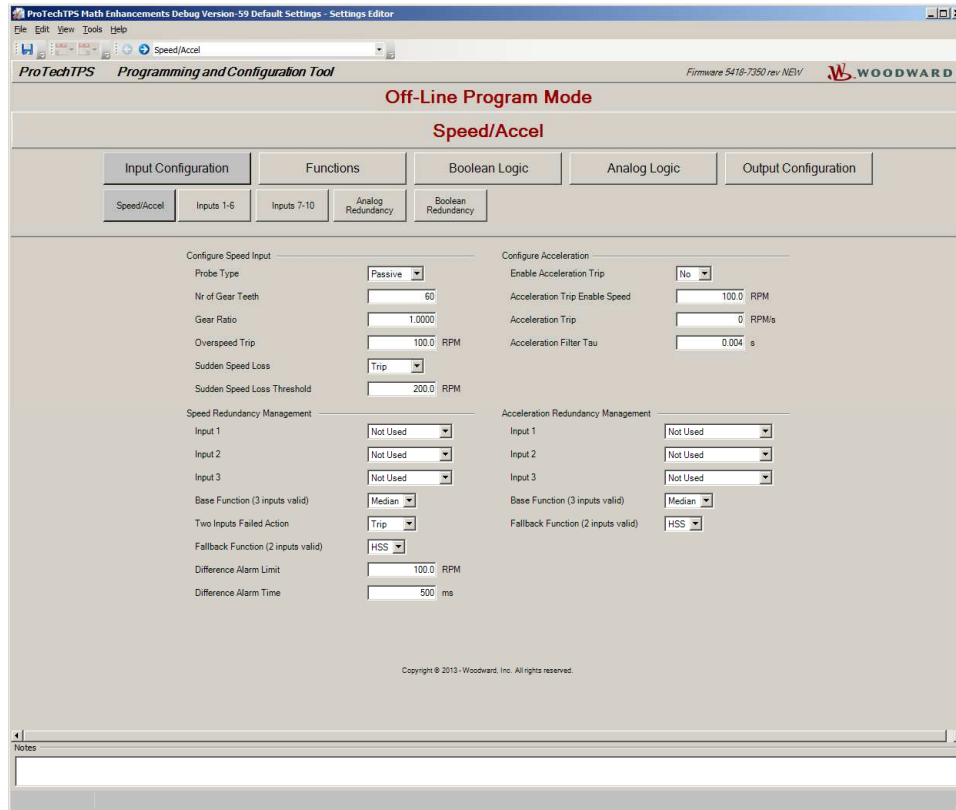 ProTechTPS Math Enhancements Debug Version-59 Default Settings - Settings Editor
File Edit View Tools Help
Speed/Accel
ProTechTPS Programming and Configuration Tool Firmware 5418-7350 rev NEW WOODWARD
Off-Line Program Mode
Speed/Accel
Input Configuration Functions Boolean Logic Analog Logic Output Configuration
Speed/Accel Inputs 1-6 Inputs 7-10 Analog Redundancy Boolean Redundancy
Configure Speed Input
Probe Type Passive
Nr of Gear Teeth 60
Gear Ratio 1.0000
Overspeed Trip 100.0 RPM
Sudden Speed Loss Trip
Sudden Speed Loss Threshold 200.0 RPM
Configure Acceleration
Enable Acceleration Trip No
Acceleration Trip Enable Speed 100.0 RPM
Acceleration Trip 0 RPM/s
Acceleration Filter Tau 0.004 s
Speed Redundancy Management
Input 1 Not Used
Input 2 Not Used
Input 3 Not Used
Base Function (3 inputs valid) Median
Two Inputs Failed Action Trip
Fallback Function (2 inputs valid) HSS
Difference Alarm Limit 100.0 RPM
Difference Alarm Time 500 ms
Acceleration Redundancy Management
Input 1 Not Used
Input 2 Not Used
Input 3 Not Used
Base Function (3 inputs valid) Median
Fallback Function (2 inputs valid) HSS
Copyright © 2013 - Woodward, Inc. All rights reserved.
Notes